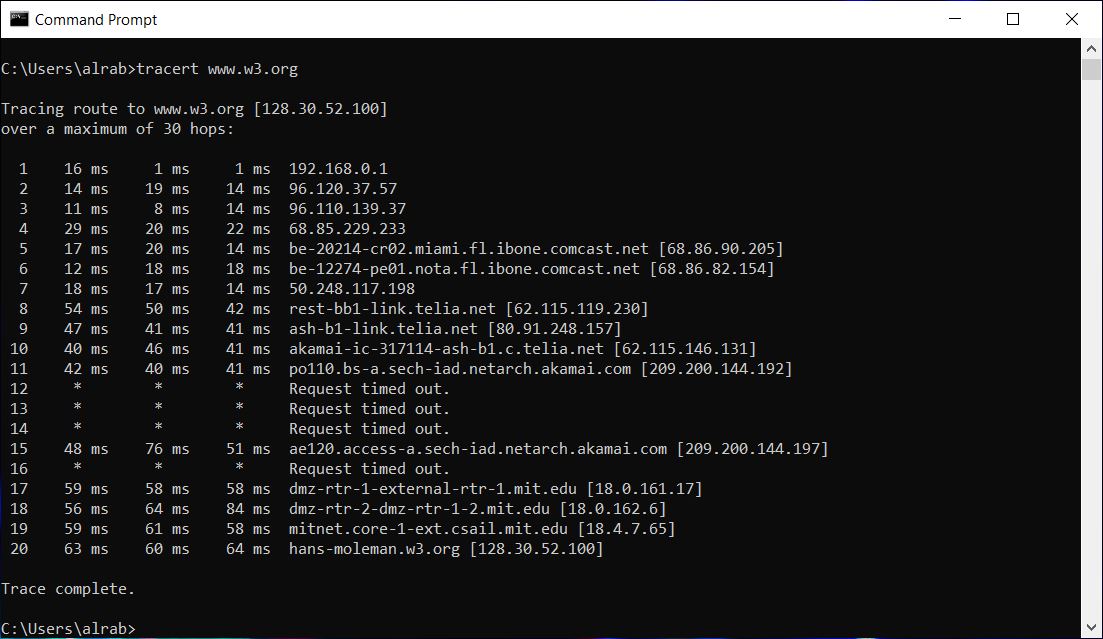 Command Prompt
C:\Users\alrab>tracert www.w3.org
Tracing route to www.w3.org [128.30.52.100]
over a maximum of 30 hops:
1 16 ms 1 ms 1 ms 192.168.0.1
2 14 ms 19 ms 14 ms 96.120.37.57
3 11 ms 8 ms 14 ms 96.110.139.37
4 29 ms 20 ms 22 ms 68.85.229.233
5 17 ms 20 ms 14 ms be-20214-cr02.miami.fl.ibone.comcast.net [68.86.90.205]
6 12 ms 18 ms 18 ms be-12274-pe01.nota.fl.ibone.comcast.net [68.86.82.154]
7 18 ms 17 ms 14 ms 50.248.117.198
8 54 ms 50 ms 42 ms rest-bb1-link.telia.net [62.115.119.230]
9 47 ms 41 ms 41 ms ash-b1-link.telia.net [80.91.248.157]
10 40 ms 46 ms 41 ms akamai-ic-317114-ash-b1.c.telia.net [62.115.146.131]
11 42 ms 40 ms 41 ms po110.bs-a.sech-iad.netarch.akamai.com [209.200.144.192]
12 * * * Request timed out.
13 * * * Request timed out.
14 * * * Request timed out.
15 48 ms 76 ms 51 ms ae120.access-a.sech-iad.netarch.akamai.com [209.200.144.197]
16 * * * Request timed out.
17 59 ms 58 ms 58 ms dmz-rtr-1-external-rtr-1.mit.edu [18.0.161.17]
18 56 ms 64 ms 84 ms dmz-rtr-2-dmz-rtr-1-2.mit.edu [18.0.162.6]
19 59 ms 61 ms 58 ms mitnet.core-1-ext.csail.mit.edu [18.4.7.65]
20 63 ms 60 ms 64 ms hans-moleman.w3.org [128.30.52.100]
Trace complete.
C:\Users\alrab>